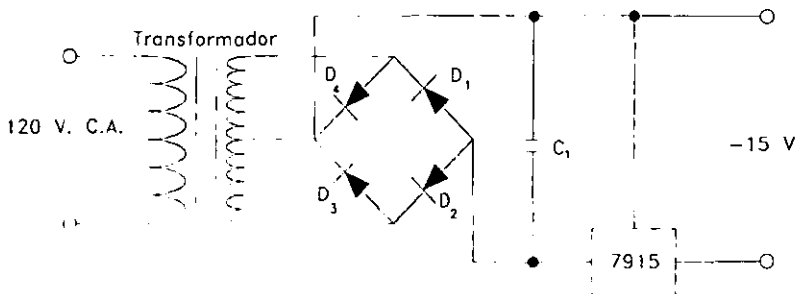 Transformador
D₄
D₁
120 V. C.A.
C₁
-15 V
D₃
D₂
7915